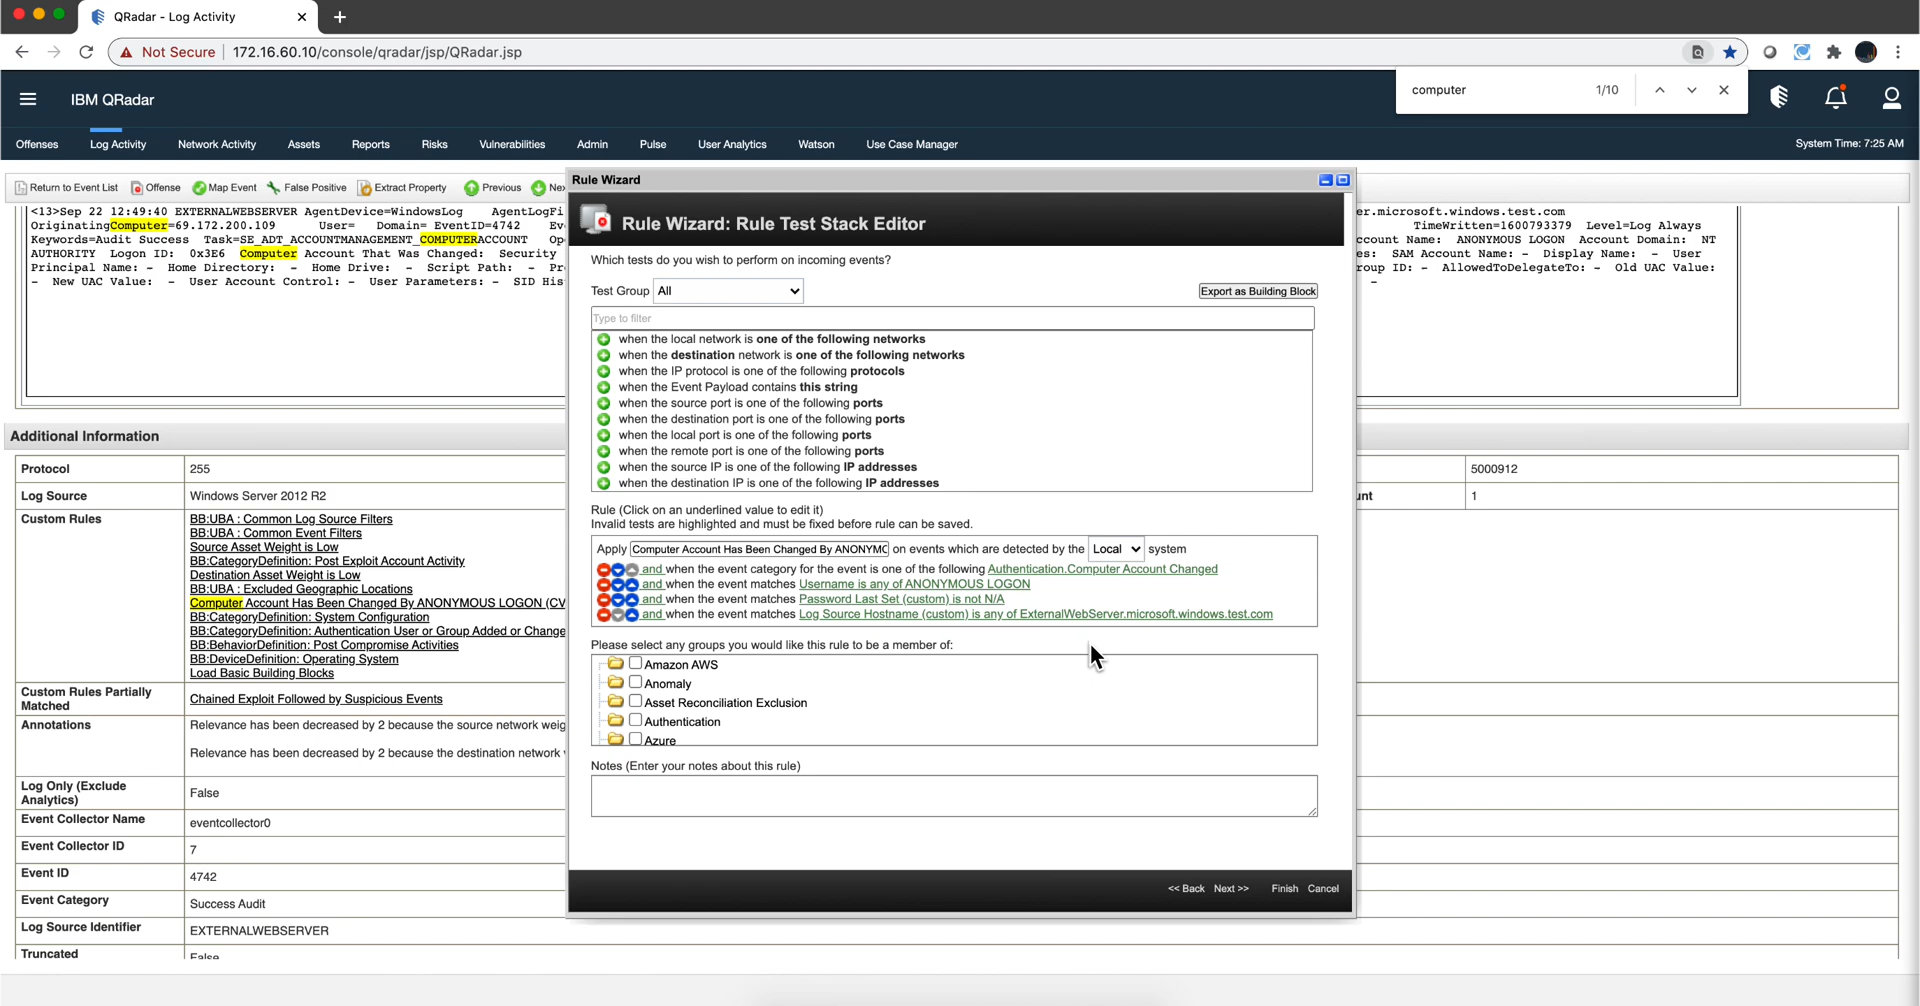 QRadar - Log Activity
Not Secure 172.16.60.10/console/qradar/jsp/QRadar.jsp
computer 1/10
IBM QRadar
Offenses Log Activity Network Activity Assets Reports Risks Vulnerabilities Admin Pulse User Analytics Watson Use Case Manager System Time: 7:25 AM
Return to Event List Offense Map Event False Positive Extract Property Previous
<13>Sep 22 12:49:40 EXTERNALWEBSERVER AgentDevice=WindowsLog AgentLogFi
OriginatingComputer=69.172.200.109 User= Domain= EventID=4742
Keywords=Audit Success Task=SE_ADT_ACCOUNTMANAGEMENT_COMPUTERACCOUNT
AUTHORITY Logon ID: 0x3E6 Computer Account That Was Changed: Security
Principal Name: - Home Directory: - Home Drive: - Script Path: -
- New UAC Value: - User Account Control: - User Parameters: - SID
er.microsoft.windows.test.com
TimeWritten=1600793379 Level=Log Always
ccount Name: ANONYMOUS LOGON Account Domain: NT
es: SAM Account Name: - Display Name: - User
roup ID: - AllowedToDelegateTo: - Old UAC Value:
-
Rule Wizard
Rule Wizard: Rule Test Stack Editor
Which tests do you wish to perform on incoming events?
Test Group All Export as Building Block
Type to filter
when the local network is one of the following networks
when the destination network is one of the following networks
when the IP protocol is one of the following protocols
when the Event Payload contains this string
when the source port is one of the following ports
when the destination port is one of the following ports
when the local port is one of the following ports
when the remote port is one of the following ports
when the source IP is one of the following IP addresses
when the destination IP is one of the following IP addresses
Rule (Click on an underlined value to edit it)
Invalid tests are highlighted and must be fixed before rule can be saved.
Apply Computer Account Has Been Changed By ANONYMC on events which are detected by the Local system
and when the event category for the event is one of the following Authentication.Computer Account Changed
and when the event matches Username is any of ANONYMOUS LOGON
and when the event matches Password Last Set (custom) is not N/A
and when the event matches Log Source Hostname (custom) is any of ExternalWebServer.microsoft.windows.test.com
Please select any groups you would like this rule to be a member of:
Amazon AWS
Anomaly
Asset Reconciliation Exclusion
Authentication
Azure
Notes (Enter your notes about this rule)
<< Back Next >> Finish Cancel
Additional Information
Protocol 255 5000912
Log Source Windows Server 2012 R2 unt 1
Custom Rules BB:UBA : Common Log Source Filters
BB:UBA : Common Event Filters
Source Asset Weight is Low
BB:CategoryDefinition: Post Exploit Account Activity
Destination Asset Weight is Low
BB:UBA : Excluded Geographic Locations
Computer Account Has Been Changed By ANONYMOUS LOGON (CV
BB:CategoryDefinition: System Configuration
BB:CategoryDefinition: Authentication User or Group Added or Change
BB:BehaviorDefinition: Post Compromise Activities
BB:DeviceDefinition: Operating System
Load Basic Building Blocks
Custom Rules Partially
Matched Chained Exploit Followed by Suspicious Events
Annotations Relevance has been decreased by 2 because the source network weig
Relevance has been decreased by 2 because the destination network
Log Only (Exclude
Analytics) False
Event Collector Name eventcollector0
Event Collector ID 7
Event ID 4742
Event Category Success Audit
Log Source Identifier EXTERNALWEBSERVER
Truncated False